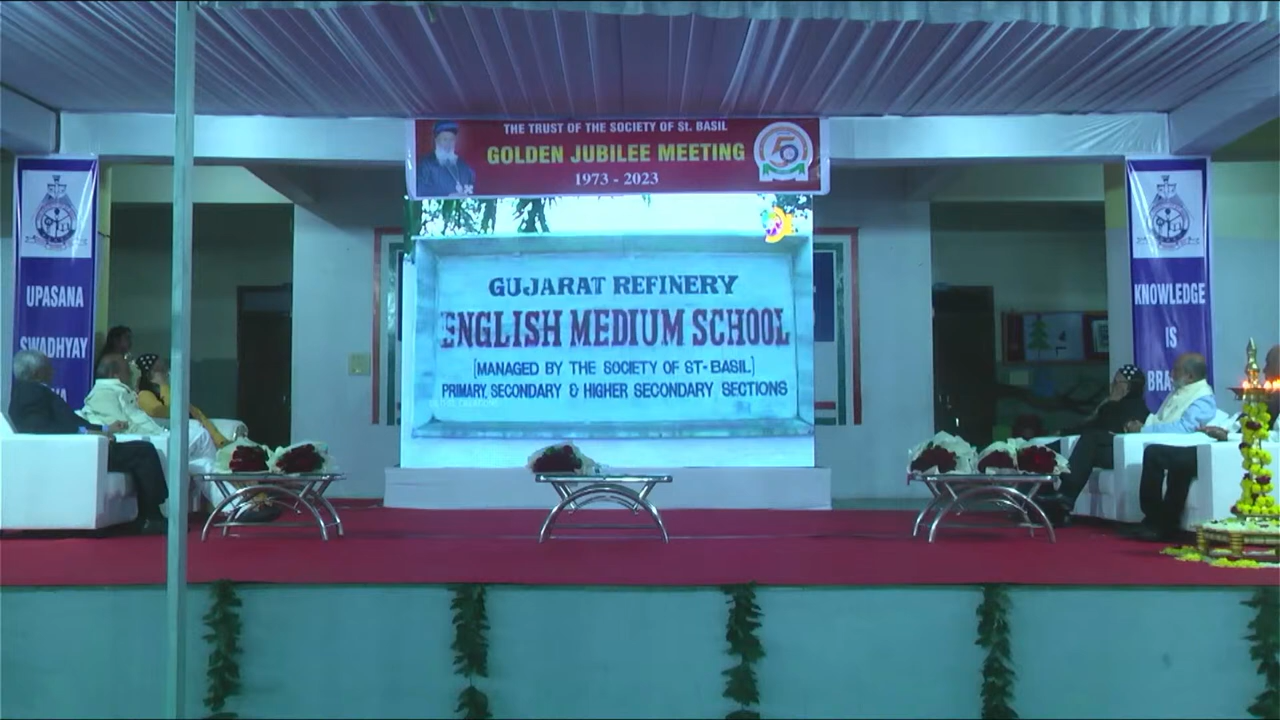 THE TRUST OF THE SOCIETY OF St. BASIL
GOLDEN JUBILEE MEETING
1973 - 2023
50
GUJARAT REFINERY
ENGLISH MEDIUM SCHOOL
[MANAGED BY THE SOCIETY OF ST-BASIL]
PRIMARY, SECONDARY & HIGHER SECONDARY SECTIONS
UPASANA
SWADHYAY
KNOWLEDGE
IS